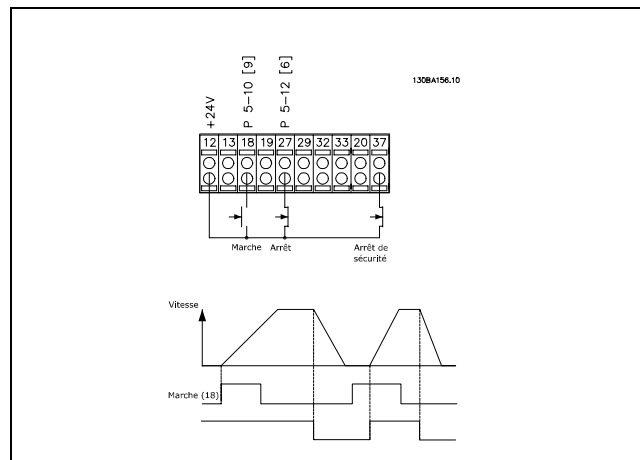 130BA156.10
+24V
P 5-10 [9]
P 5-12 [6]
12 13 18 19 27 29 32 33 20 37
Marche Arrêt Arrêt de
sécurité
Vitesse
Marche (18)